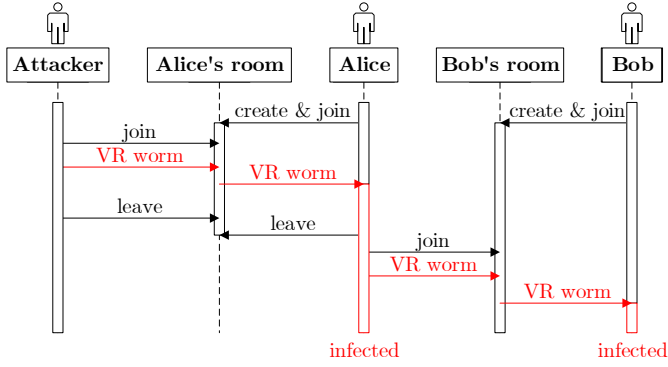 Attacker
Alice's room
Alice
Bob's room
Bob
create & join
create & join
join
VR worm
VR worm
leave
leave
join
VR worm
VR worm
infected
infected